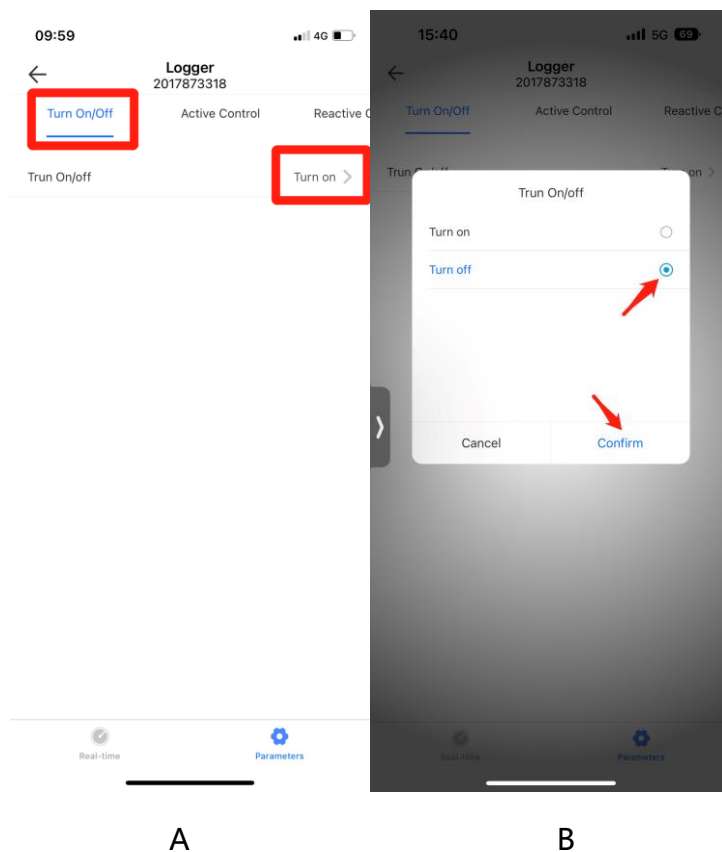 09:59
4G
Logger
2017873318
Turn On/Off
Active Control
Reactive
Trun On/off
Turn on
Real-time
Parameters
A
15:40
5G 69
Logger
2017873318
Turn On/Off
Active Control
Reactive C
Trun On/off
Turn on
Turn off
Cancel
Confirm
Real-time
Parameters
B